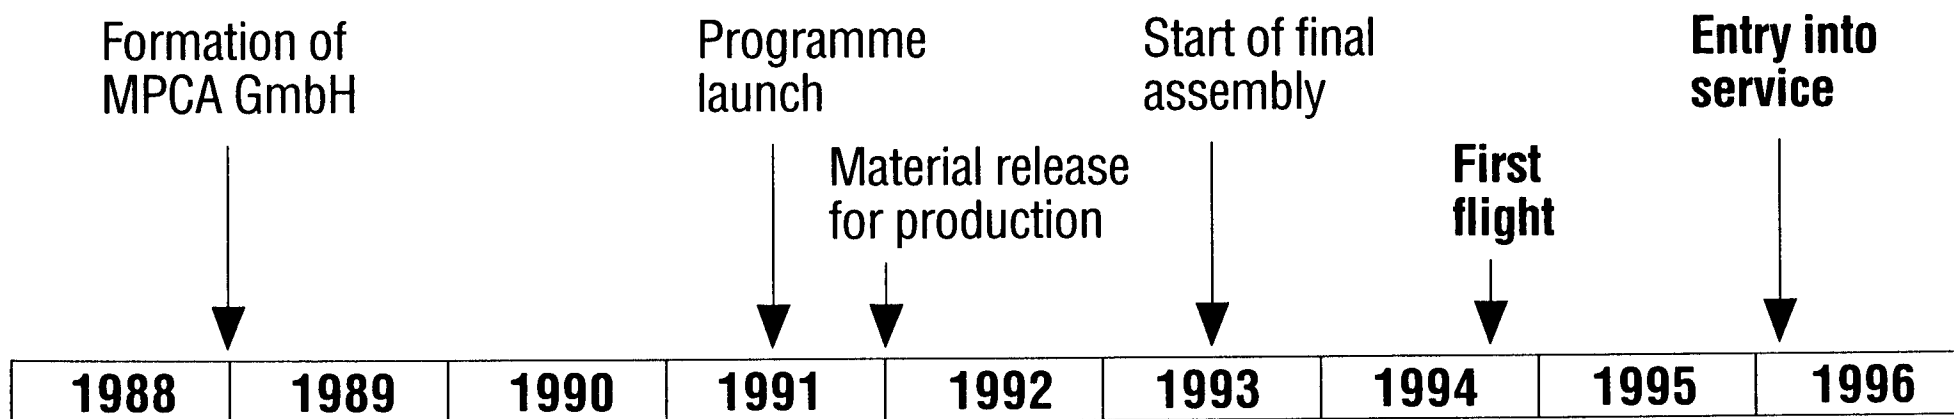 Formation of
MPCA GmbH
Programme
launch
Material release
for production
Start of final
assembly
First
flight
Entry into
service
1988 1989 1990 1991 1992 1993 1994 1995 1996